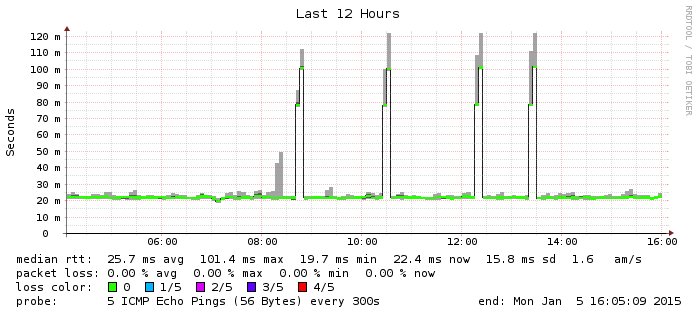 Last 12 Hours
RRDTOOL / TOBI OETIKER
Seconds
120 m
110 m
100 m
90 m
80 m
70 m
60 m
50 m
40 m
30 m
20 m
10 m
0
06:00 08:00 10:00 12:00 14:00 16:00
median rtt: 25.7 ms avg 101.4 ms max 19.7 ms min 22.4 ms now 15.8 ms sd 1.6 am/s
packet loss: 0.00 % avg 0.00 % max 0.00 % min 0.00 % now
loss color: 0 1/5 2/5 3/5 4/5
probe: 5 ICMP Echo Pings (56 Bytes) every 300s end: Mon Jan 5 16:05:09 2015